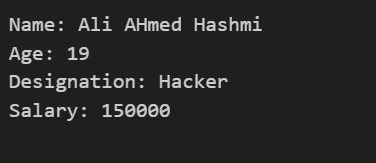 Name: Ali AHmed Hashmi
Age: 19
Designation: Hacker
Salary: 150000